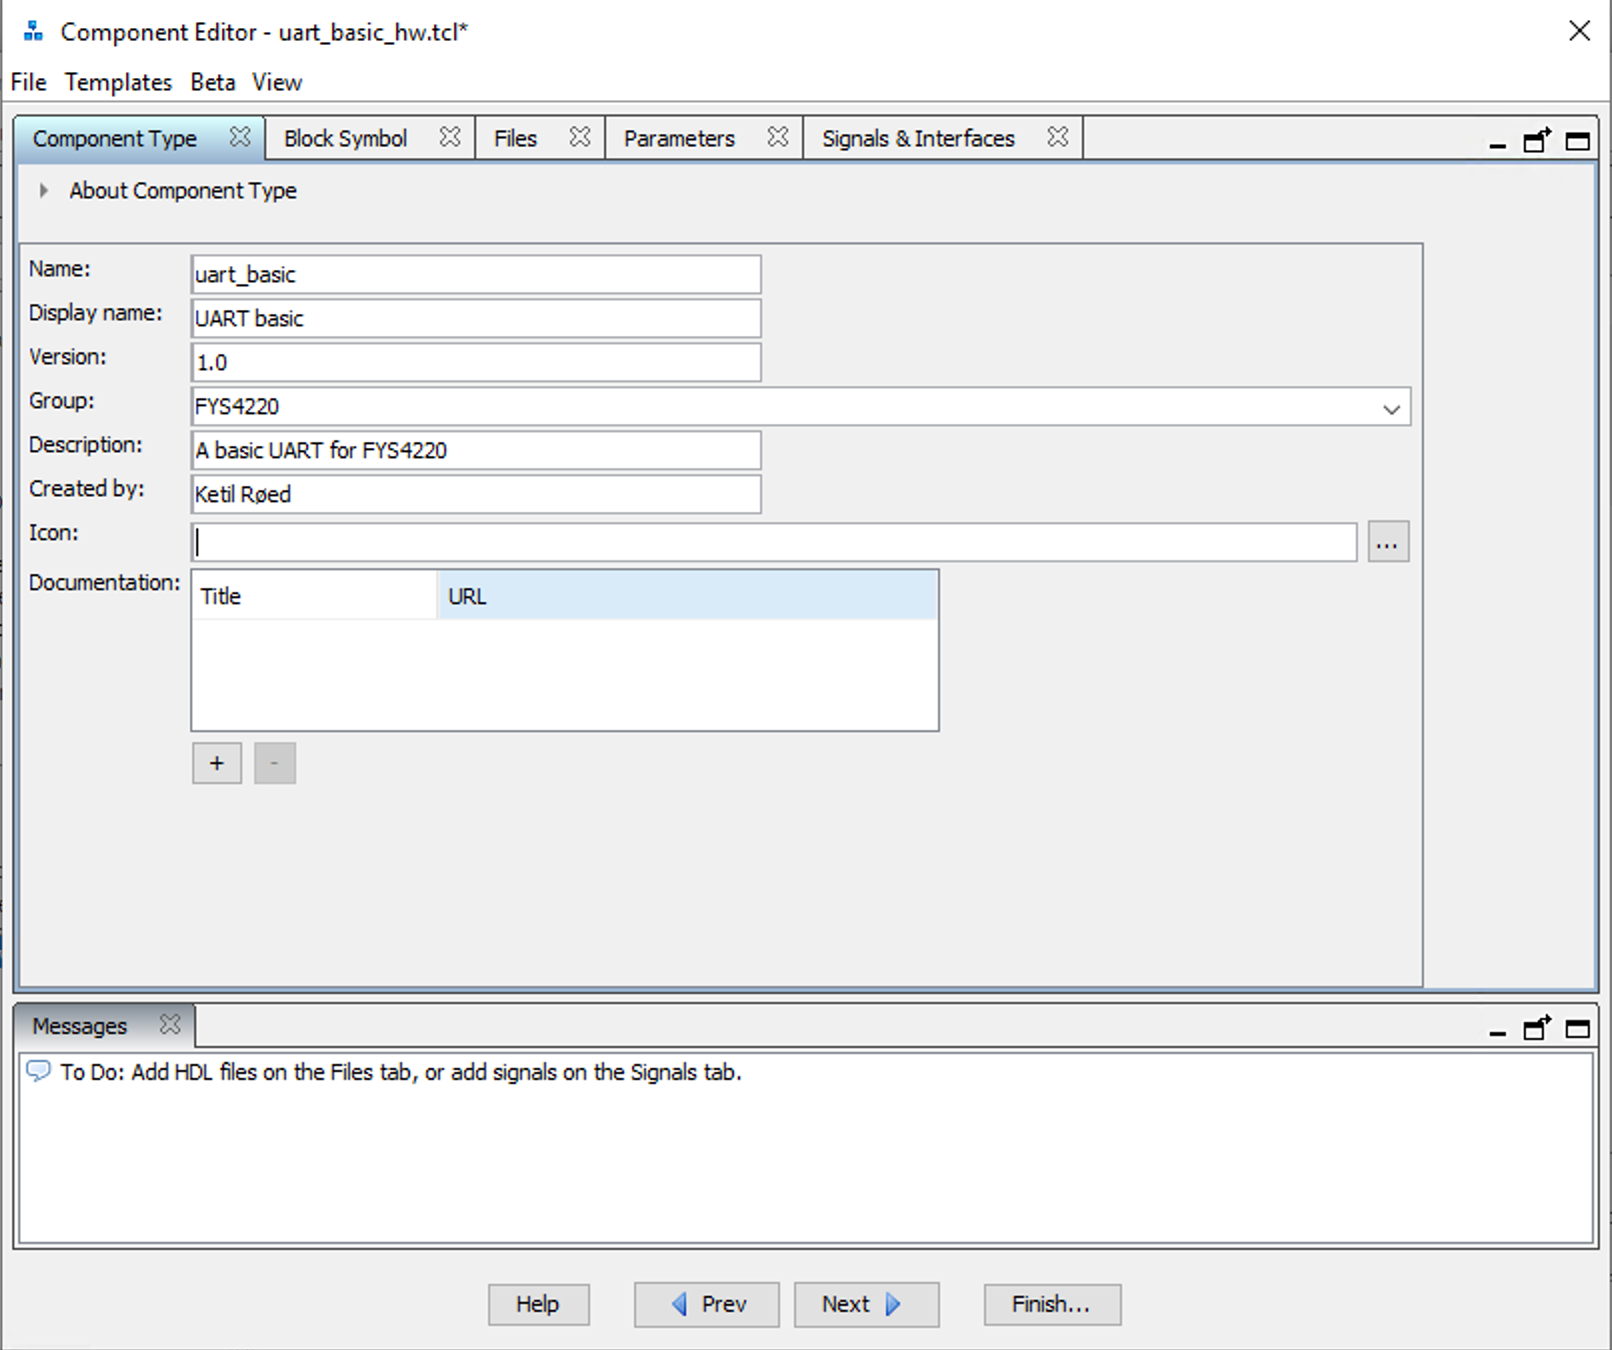 Component Editor - uart_basic_hw.tcl*
File Templates Beta View
Component Type Block Symbol Files Parameters Signals & Interfaces
About Component Type
Name: uart_basic
Display name: UART basic
Version: 1.0
Group: FYS4220
Description: A basic UART for FYS4220
Created by: Ketil Røed
Icon: ...
Documentation: Title URL
+ -
Messages
To Do: Add HDL files on the Files tab, or add signals on the Signals tab.
Help Prev Next Finish...